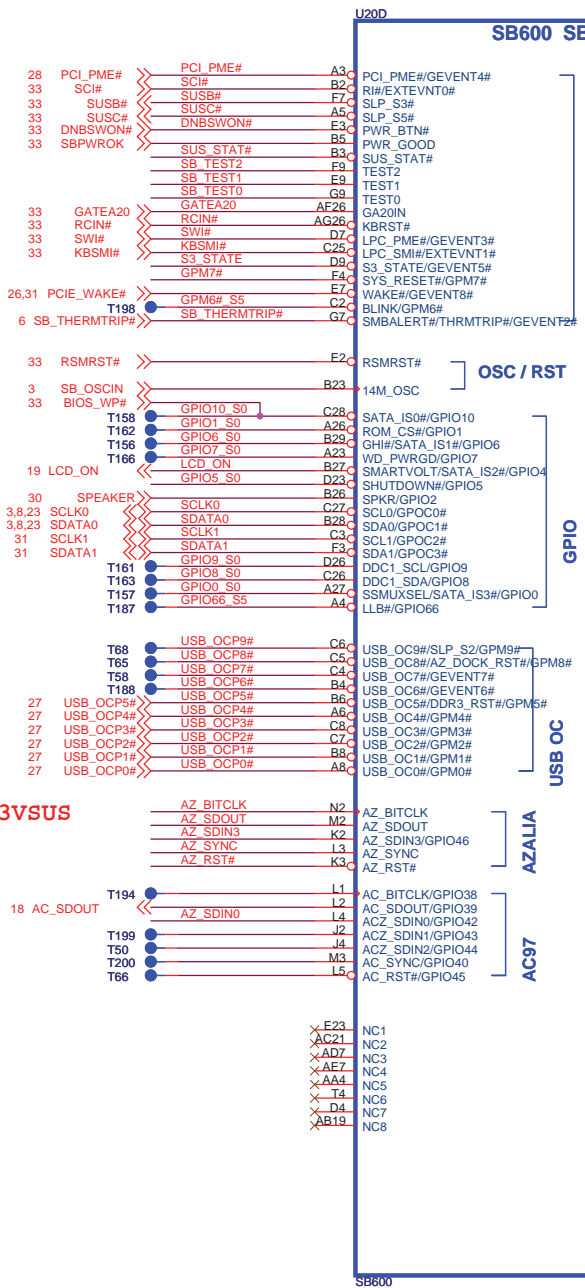 U20D
SB600 SB
28 PCI_PME# PCI_PME# A3 PCI_PME#/GEVENT4#
33 SCI# SCI# B2 RI#/EXTEVNT0#
33 SUSB# SUSB# F7 SLP_S3#
33 SUSC# SUSC# A5 SLP_S5#
33 DNBSWON# DNBSWON# E3 PWR_BTN#
33 SBPWROK B5 PWR_GOOD
SUS_STAT# B3 SUS_STAT#
SB_TEST2 F9 TEST2
SB_TEST1 E9 TEST1
SB_TEST0 G9 TEST0
33 GATEA20 GATEA20 AF26 GA20IN
33 RCIN# RCIN# AG26 KBRST#
33 SWI# SWI# D7 LPC_PME#/GEVENT3#
33 KBSMI# KBSMI# C25 LPC_SMI#/EXTEVNT1#
S3_STATE D9 S3_STATE/GEVENT5#
GPM7# F4 SYS_RESET#/GPM7#
26,31 PCIE_WAKE# E7 WAKE#/GEVENT8#
T198 GPM6#_S5 C2 BLINK/GPM6#
6 SB_THERMTRIP# SB_THERMTRIP# G7 SMBALERT#/THRMTRIP#/GEVENT2#
33 RSMRST# E2 RSMRST#
OSC / RST
3 SB_OSCIN B23 14M_OSC
33 BIOS_WP#
T158 GPIO10_S0 C28 SATA_IS0#/GPIO10
T162 GPIO1_S0 A26 ROM_CS#/GPIO1
T156 GPIO6_S0 B29 GHI#/SATA_IS1#/GPIO6
T166 GPIO7_S0 A23 WD_PWRGD/GPIO7
19 LCD_ON LCD_ON B27 SMARTVOLT/SATA_IS2#/GPIO4
GPIO5_S0 D23 SHUTDOWN#/GPIO5
30 SPEAKER B26 SPKR/GPIO2
3,8,23 SCLK0 SCLK0 C27 SCL0/GPOC0#
3,8,23 SDATA0 SDATA0 B28 SDA0/GPOC1#
31 SCLK1 SCLK1 C3 SCL1/GPOC2#
31 SDATA1 SDATA1 F3 SDA1/GPOC3#
T161 GPIO9_S0 D26 DDC1_SCL/GPIO9
T163 GPIO8_S0 C26 DDC1_SDA/GPIO8
T157 GPIO0_S0 A27 SSMUXSEL/SATA_IS3#/GPIO0
T187 GPIO66_S5 A4 LLB#/GPIO66
GPIO
T68 USB_OCP9# C6 USB_OC9#/SLP_S2/GPM9#
T65 USB_OCP8# C5 USB_OC8#/AZ_DOCK_RST#/GPM8#
T58 USB_OCP7# C4 USB_OC7#/GEVENT7#
T188 USB_OCP6# B4 USB_OC6#/GEVENT6#
27 USB_OCP5# USB_OCP5# B6 USB_OC5#/DDR3_RST#/GPM5#
27 USB_OCP4# USB_OCP4# A6 USB_OC4#/GPM4#
27 USB_OCP3# USB_OCP3# C8 USB_OC3#/GPM3#
27 USB_OCP2# USB_OCP2# C7 USB_OC2#/GPM2#
27 USB_OCP1# USB_OCP1# B8 USB_OC1#/GPM1#
27 USB_OCP0# USB_OCP0# A8 USB_OC0#/GPM0#
USB OC
3VSUS
AZ_BITCLK N2 AZ_BITCLK
AZ_SDOUT M2 AZ_SDOUT
AZ_SDIN3 K2 AZ_SDIN3/GPIO46
AZ_SYNC L3 AZ_SYNC
AZ_RST# K3 AZ_RST#
AZALIA
T194 L1 AC_BITCLK/GPIO38
18 AC_SDOUT L2 AC_SDOUT/GPIO39
AZ_SDIN0 L4 ACZ_SDIN0/GPIO42
T199 J2 ACZ_SDIN1/GPIO43
T50 J4 ACZ_SDIN2/GPIO44
T200 M3 AC_SYNC/GPIO40
T66 L5 AC_RST#/GPIO45
AC97
E23 NC1
AC21 NC2
AD7 NC3
AE7 NC4
AA4 NC5
T4 NC6
D4 NC7
AB19 NC8
SB600